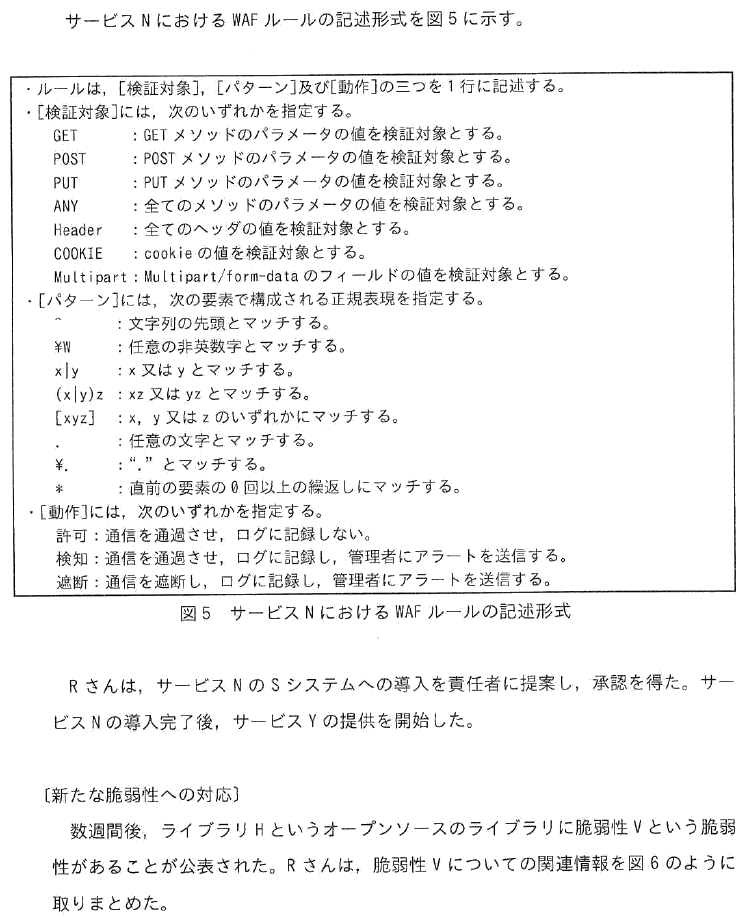 サービスNにおけるWAFルールの記述形式を図5に示す。
・ルールは，[検証対象]，[パターン]及び[動作]の三つを1行に記述する。
・[検証対象]には，次のいずれかを指定する。
GET ：GETメソッドのパラメータの値を検証対象とする。
POST ：POSTメソッドのパラメータの値を検証対象とする。
PUT ：PUTメソッドのパラメータの値を検証対象とする。
ANY ：全てのメソッドのパラメータの値を検証対象とする。
Header ：全てのヘッダの値を検証対象とする。
COOKIE ：cookieの値を検証対象とする。
Multipart：Multipart/form-dataのフィールドの値を検証対象とする。
・[パターン]には，次の要素で構成される正規表現を指定する。
^ ：文字列の先頭とマッチする。
¥W ：任意の非英数字とマッチする。
x|y ：x又はyとマッチする。
(x|y)z ：xz又はyzとマッチする。
[xyz] ：x，y又はzのいずれかにマッチする。
. ：任意の文字とマッチする。
¥. ：“.”とマッチする。
* ：直前の要素の0回以上の繰返しにマッチする。
・[動作]には，次のいずれかを指定する。
許可：通信を通過させ，ログに記録しない。
検知：通信を通過させ，ログに記録し，管理者にアラートを送信する。
遮断：通信を遮断し，ログに記録し，管理者にアラートを送信する。
図5　サービスNにおけるWAFルールの記述形式
Rさんは，サービスNのSシステムへの導入を責任者に提案し，承認を得た。サー
ビスNの導入完了後，サービスYの提供を開始した。
〔新たな脆弱性への対応〕
数週間後，ライブラリHというオープンソースのライブラリに脆弱性Vという脆弱
性があることが公表された。Rさんは，脆弱性Vについての関連情報を図6のように
取りまとめた。